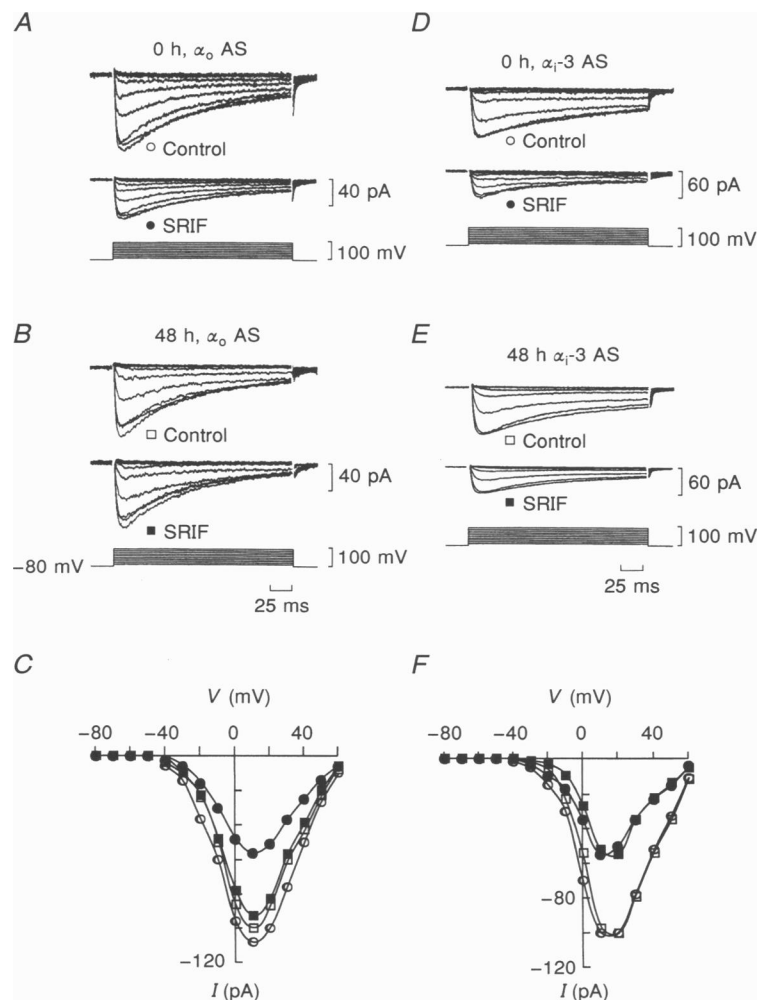 A
0 h, αo AS
○ Control
40 pA
● SRIF
100 mV
B
48 h, αo AS
□ Control
40 pA
■ SRIF
−80 mV
100 mV
25 ms
C
V (mV)
−80 −40 0 40
−120
I (pA)
D
0 h, αi-3 AS
○ Control
60 pA
● SRIF
100 mV
E
48 h αi-3 AS
□ Control
60 pA
■ SRIF
100 mV
25 ms
F
V (mV)
−80 −40 0 40
−80
−120
I (pA)